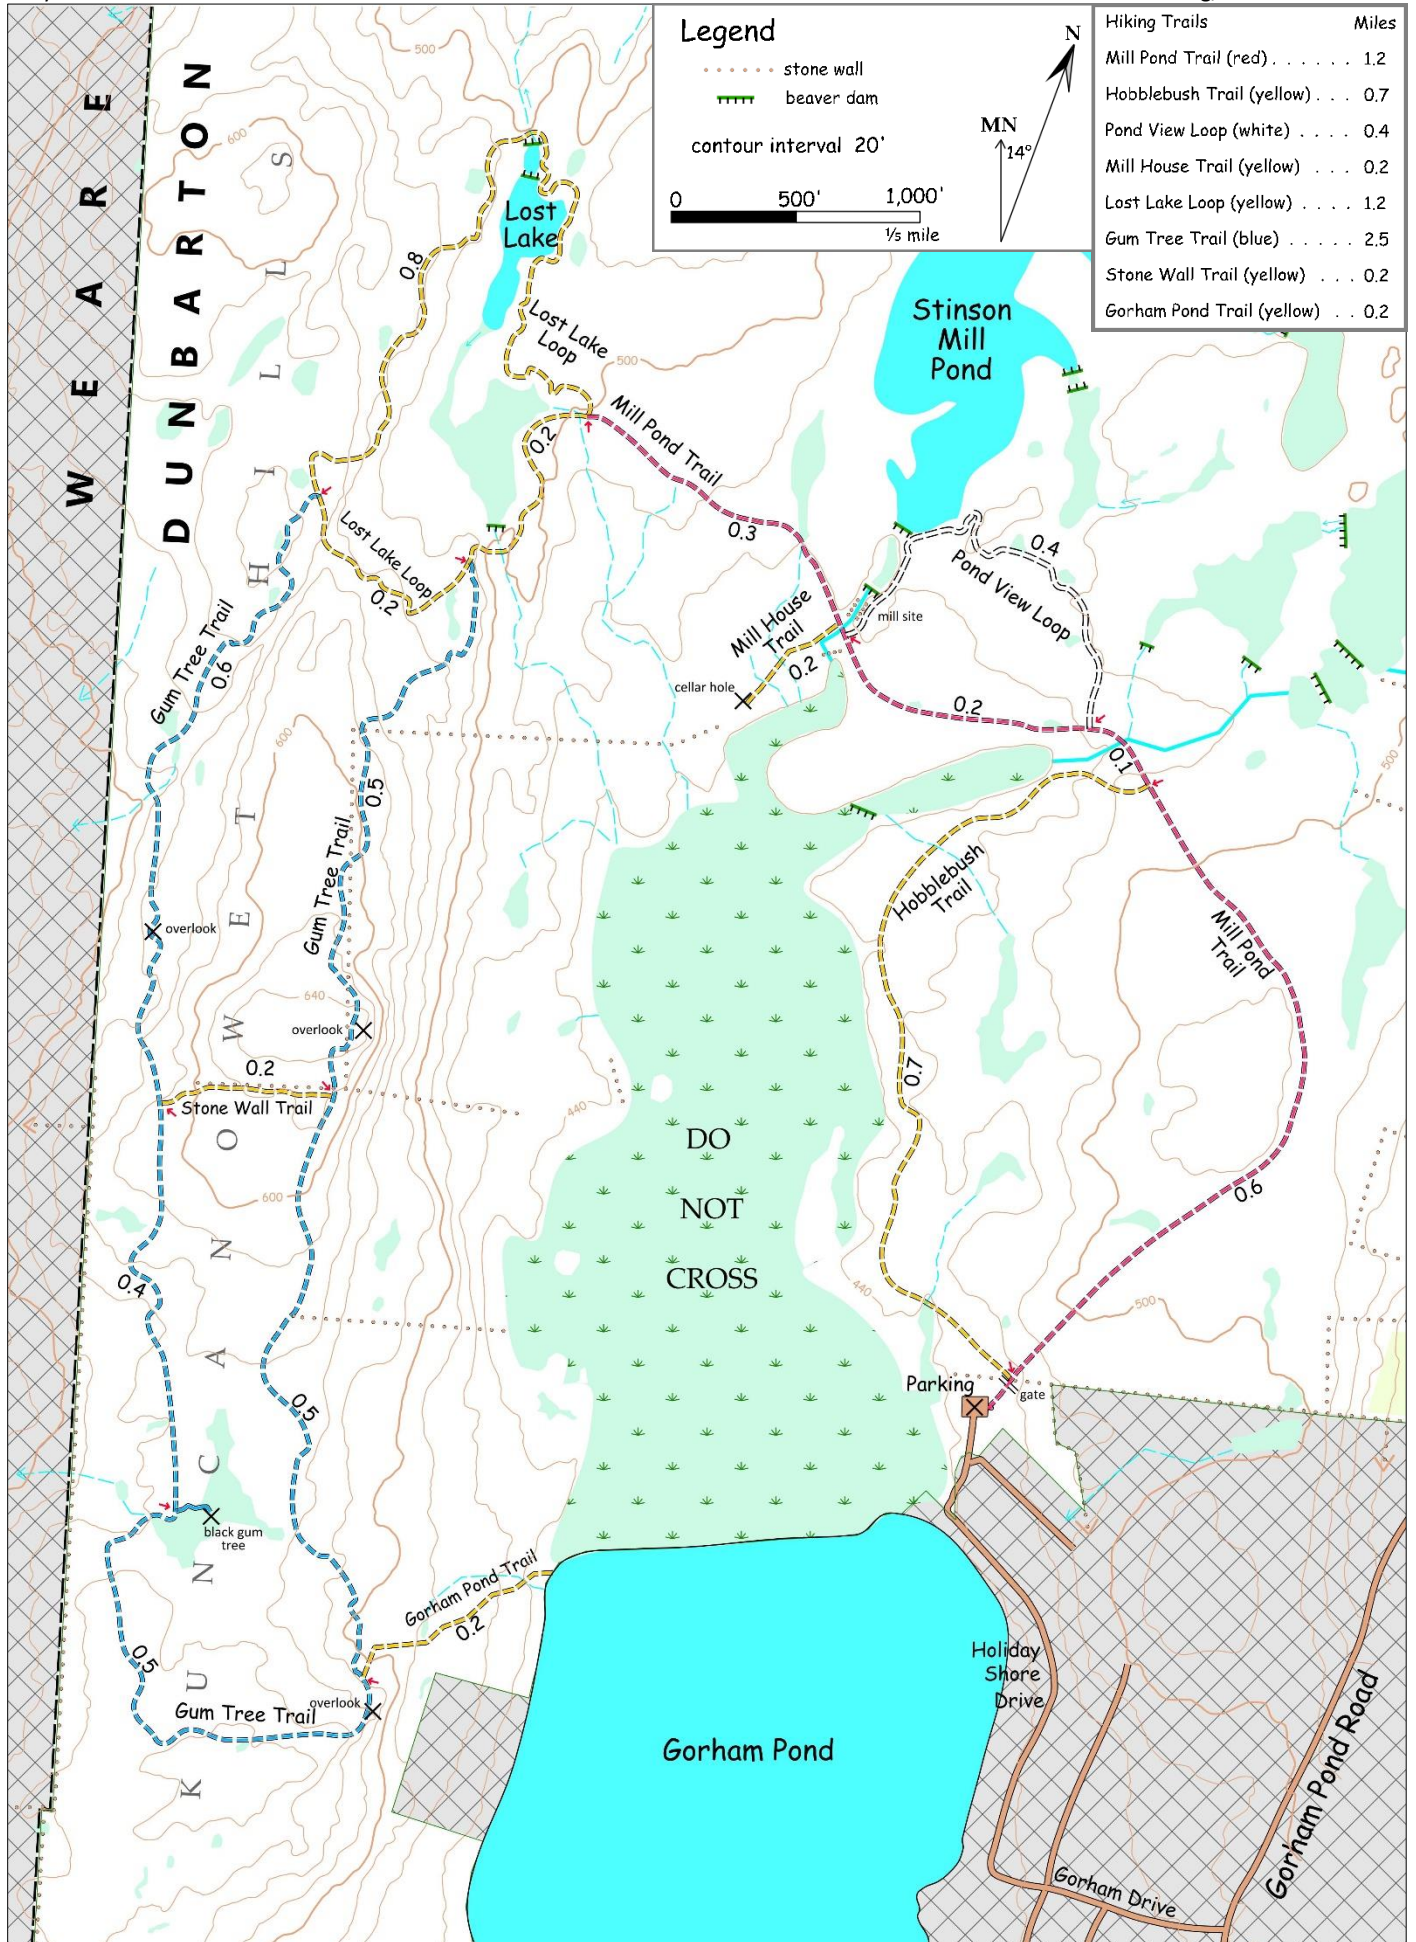 Legend
stone wall
beaver dam
contour interval 20'
0 500' 1,000'
⅕ mile
N
MN
14°
Hiking Trails Miles
Mill Pond Trail (red) . . . . . . 1.2
Hobblebush Trail (yellow) . . . 0.7
Pond View Loop (white) . . . . 0.4
Mill House Trail (yellow) . . . 0.2
Lost Lake Loop (yellow) . . . . 1.2
Gum Tree Trail (blue) . . . . . 2.5
Stone Wall Trail (yellow) . . . 0.2
Gorham Pond Trail (yellow) . . 0.2
WEARE
DUNBARTON
KUNCANOWET HILLS
500
600
Lost
Lake
0.8
Lost Lake
Loop
500
Stinson
Mill
Pond
Mill Pond Trail
0.2
0.3
Lost Lake Loop
0.2
0.4
Pond View Loop
mill site
Mill House
Trail
0.2
cellar hole
Gum Tree Trail
0.6
0.2
0.1
500
600
0.5
Gum Tree Trail
Hobblebush
Trail
Mill Pond
Trail
overlook
640
overlook
0.2
Stone Wall Trail
0.7
440
DO
NOT
CROSS
600
0.6
0.4
440
500
Parking
gate
0.5
black gum
tree
Gorham Pond Trail
0.2
0.5
overlook
Gum Tree Trail
Holiday
Shore
Drive
Gorham Pond
Gorham Pond Road
Gorham Drive